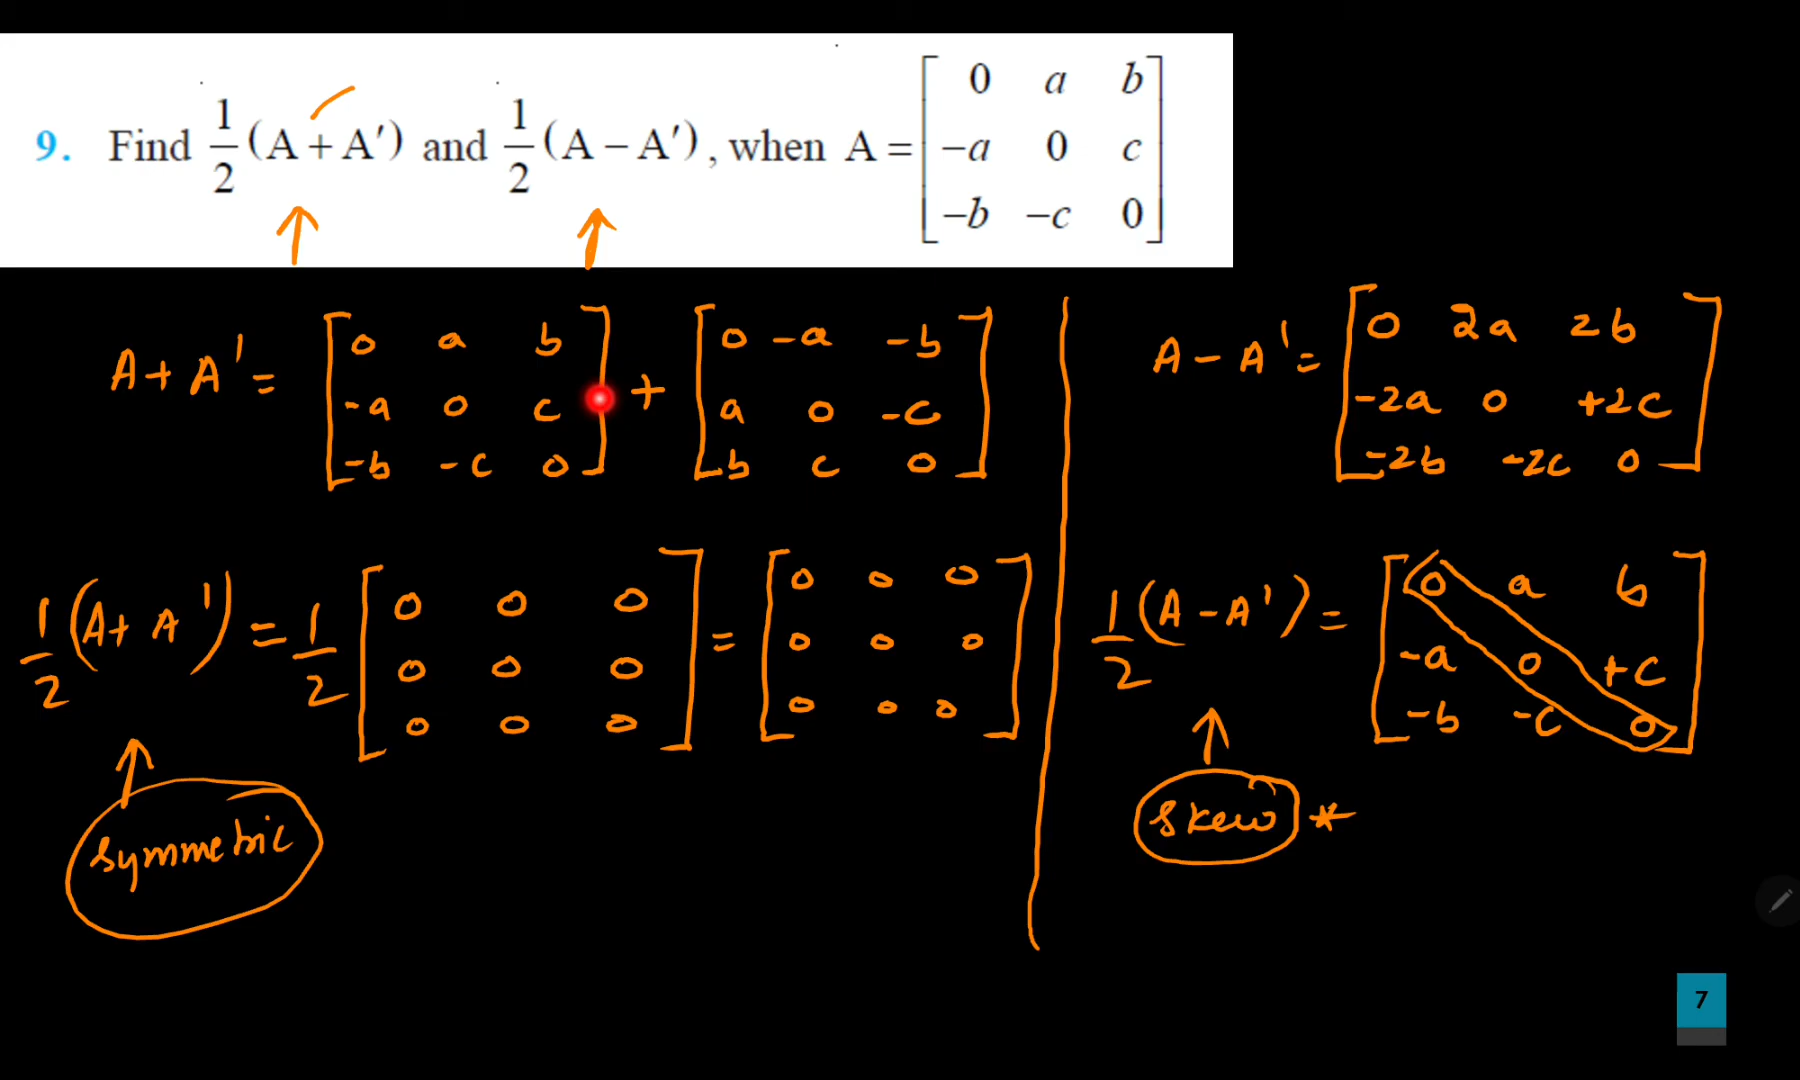 9. Find 1/2 (A + A′) and 1/2 (A − A′), when A = [ 0 a b
−a 0 c
−b −c 0 ]
A + A' = [ 0 a b ] + [ 0 -a -b ]
[ -a 0 c ] [ a 0 -c ]
[ -b -c 0 ] [ b c 0 ]
1/2 (A + A') = 1/2 [ 0 0 0 ] = [ 0 0 0 ]
[ 0 0 0 ] [ 0 0 0 ]
[ 0 0 0 ] [ 0 0 0 ]
symmetric
A - A' = [ 0 2a 2b ]
[ -2a 0 +2c ]
[ -2b -2c 0 ]
1/2 (A - A') = [ 0 a b ]
[ -a 0 +c ]
[ -b -c 0 ]
skew *
7